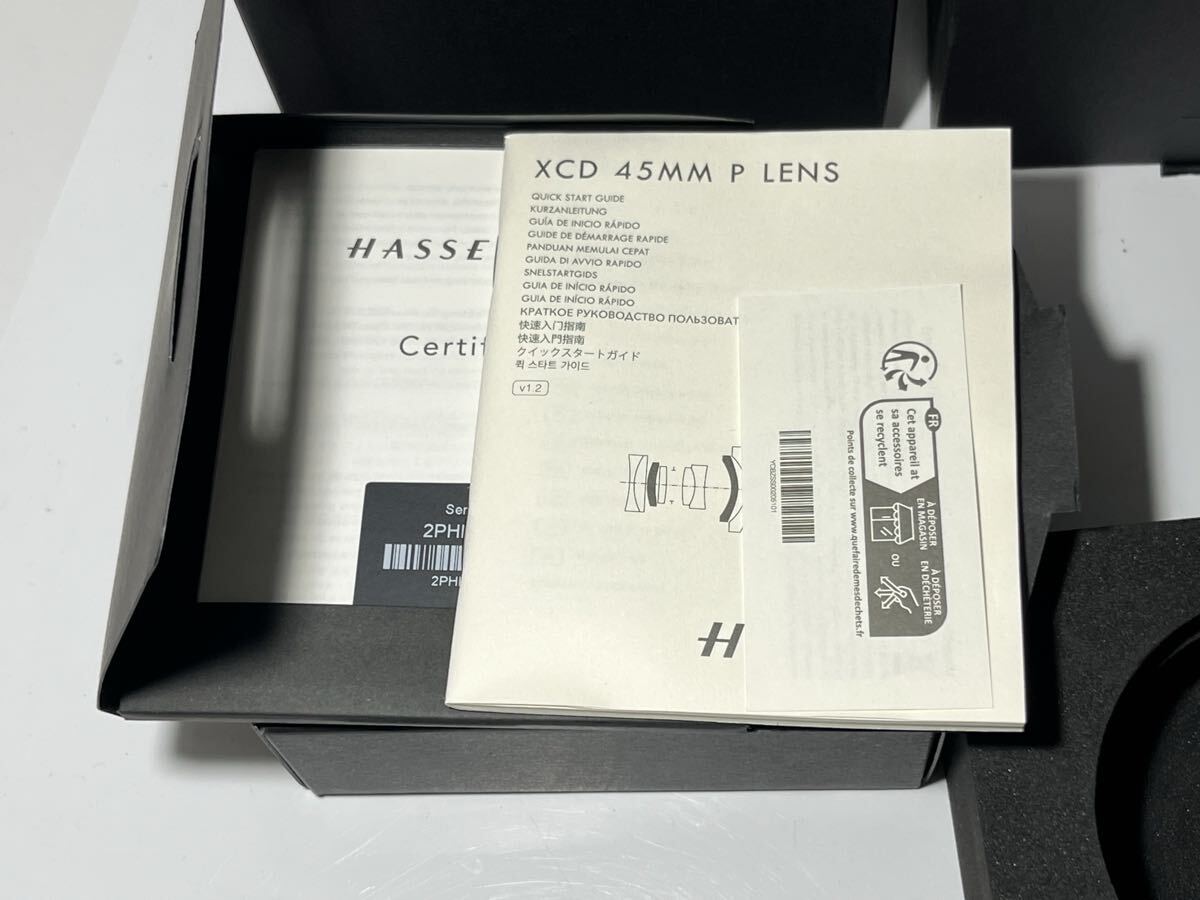 HASSE
Certif
Ser
2PHI
2PHI
XCD 45MM P LENS
QUICK START GUIDE
KURZANLEITUNG
GUÍA DE INICIO RÁPIDO
GUIDE DE DÉMARRAGE RAPIDE
PANDUAN MEMULAI CEPAT
GUIDA DI AVVIO RAPIDO
SNELSTARTGIDS
GUIA DE INÍCIO RÁPIDO
GUIA DE INÍCIO RÁPIDO
КРАТКОЕ РУКОВОДСТВО ПОЛЬЗОВАТ
快速入门指南
快速入門指南
クイックスタートガイド
퀵 스타트 가이드
v1.2
H
FR
Cet appareil et
sa accessoires
se recyclent
À DÉPOSER
EN MAGASIN
OU
À DÉPOSER
EN DÉCHÈTERIE
Points de collecte sur www.quefairedemesdechets.fr